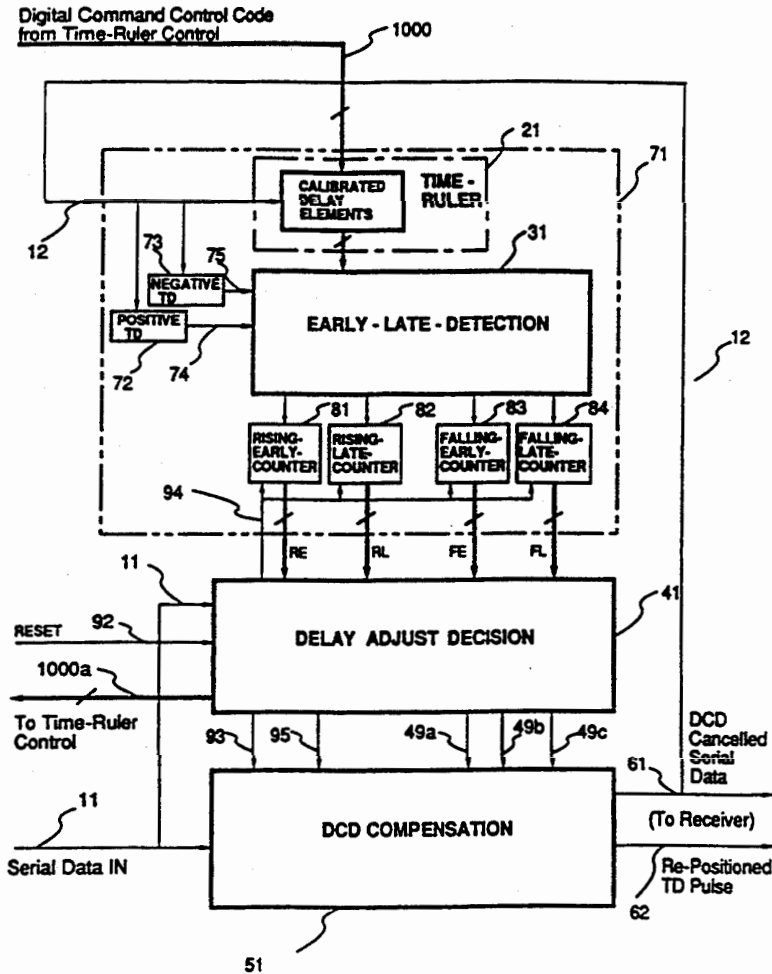 Digital Command Control Code
from Time-Ruler Control
1000
21
71
CALIBRATED
DELAY
ELEMENTS
TIME -
RULER
12
73
75
31
NEGATIVE
TD
POSITIVE
TD
EARLY - LATE - DETECTION
72
74
12
81
82
83
84
RISING-
EARLY-
COUNTER
RISING-
LATE-
COUNTER
FALLING-
EARLY-
COUNTER
FALLING-
LATE-
COUNTER
94
RE
RL
FE
FL
11
41
RESET
92
DELAY ADJUST DECISION
1000a
To Time-Ruler
Control
93
95
49a
49b
49c
DCD
Cancelled
Serial
Data
61
11
DCD COMPENSATION
(To Receiver)
Serial Data IN
Re-Positioned
TD Pulse
62
51